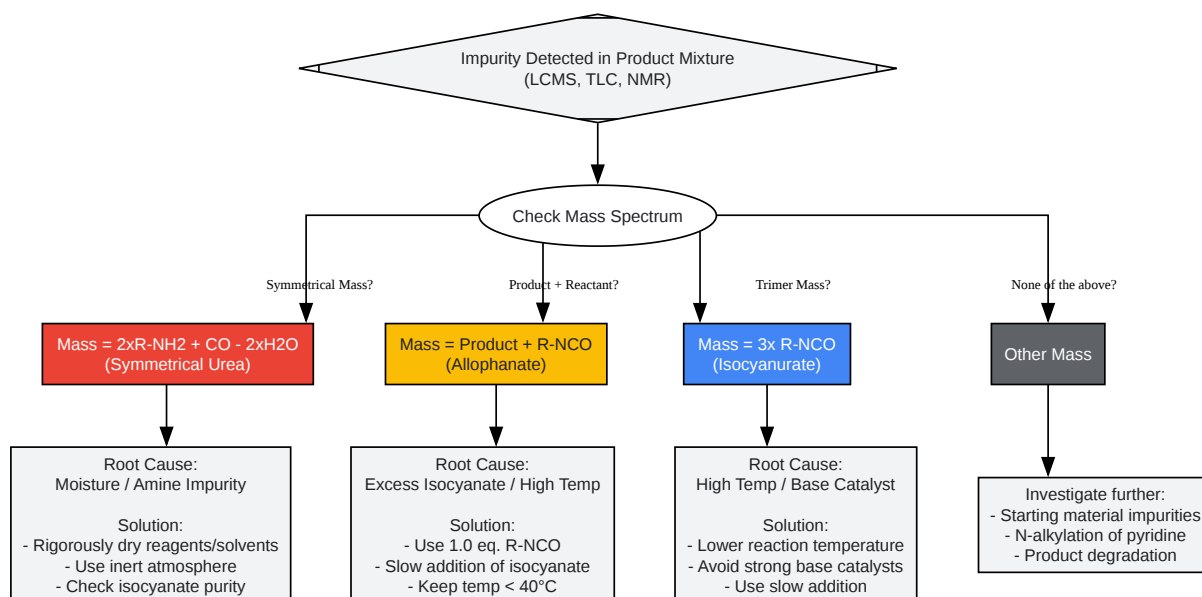 Impurity Detected in Product Mixture
(LCMS, TLC, NMR)
Check Mass Spectrum
Symmetrical Mass?
Product + Reactant?
Trimer Mass?
None of the above?
Mass = 2xR-NH2 + CO - 2xH2O
(Symmetrical Urea)
Mass = Product + R-NCO
(Allophanate)
Mass = 3x R-NCO
(Isocyanurate)
Other Mass
Root Cause:
Moisture / Amine Impurity
Solution:
- Rigorously dry reagents/solvents
- Use inert atmosphere
- Check isocyanate purity
Root Cause:
Excess Isocyanate / High Temp
Solution:
- Use 1.0 eq. R-NCO
- Slow addition of isocyanate
- Keep temp < 40°C
Root Cause:
High Temp / Base Catalyst
Solution:
- Lower reaction temperature
- Avoid strong base catalysts
- Use slow addition
Investigate further:
- Starting material impurities
- N-alkylation of pyridine
- Product degradation